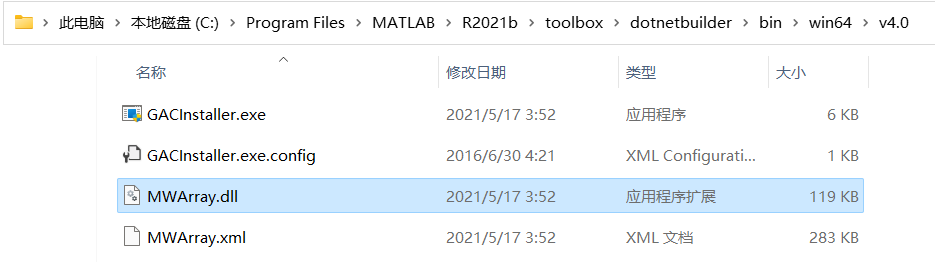 此电脑 > 本地磁盘 (C:) > Program Files > MATLAB > R2021b > toolbox > dotnetbuilder > bin > win64 > v4.0
名称 修改日期 类型 大小
GACInstaller.exe 2021/5/17 3:52 应用程序 6 KB
GACInstaller.exe.config 2016/6/30 4:21 XML Configurati... 1 KB
MWArray.dll 2021/5/17 3:52 应用程序扩展 119 KB
MWArray.xml 2021/5/17 3:52 XML 文档 283 KB